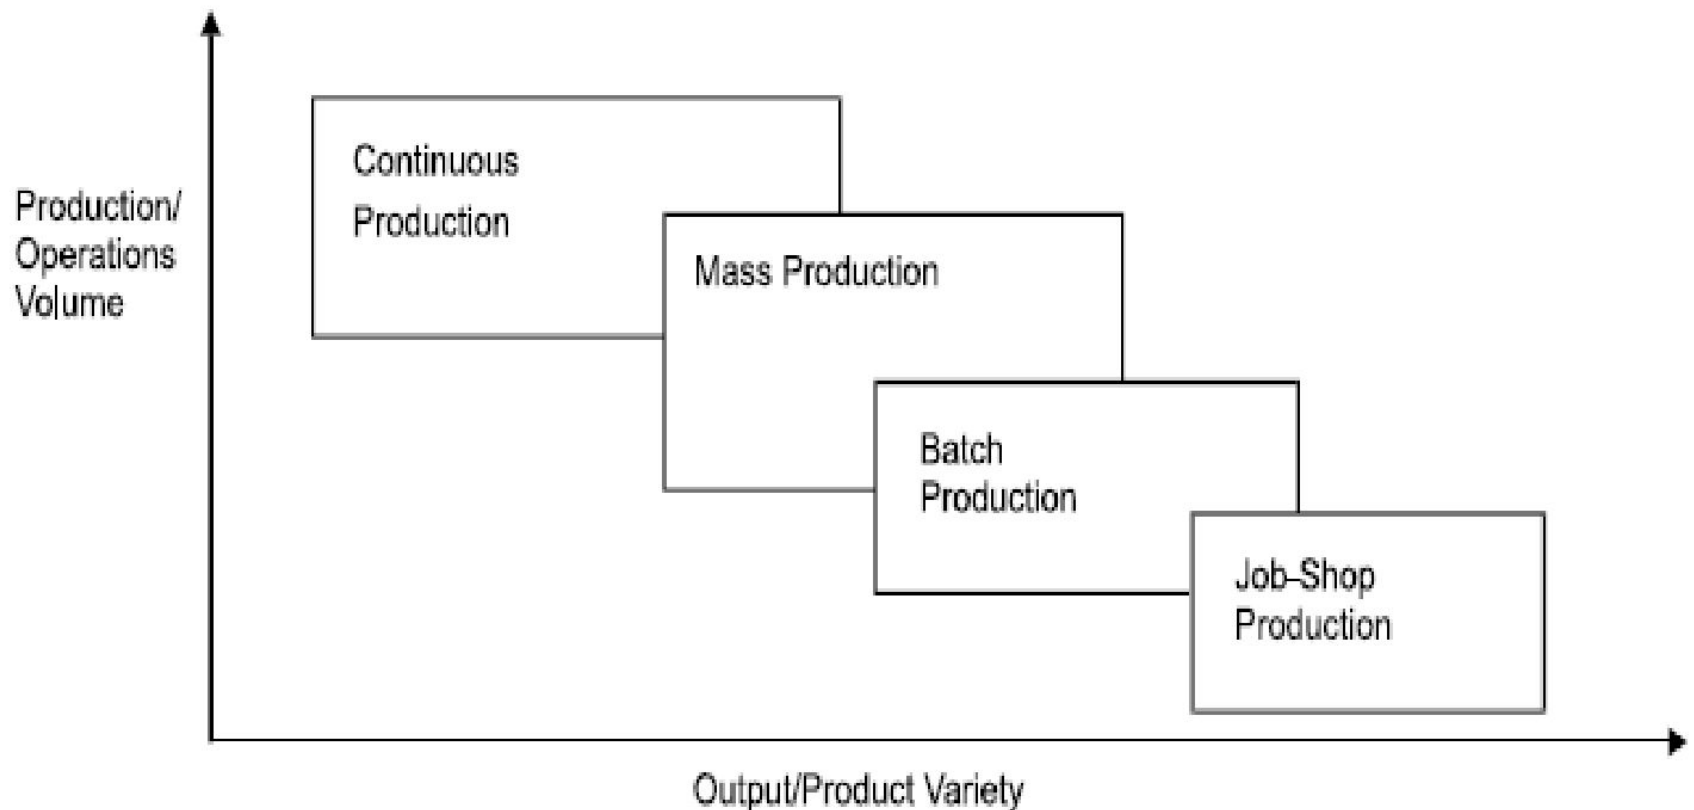 Continuous
Production
Production/
Operations
Volume
Mass Production
Batch
Production
Job-Shop
Production
Output/Product Variety